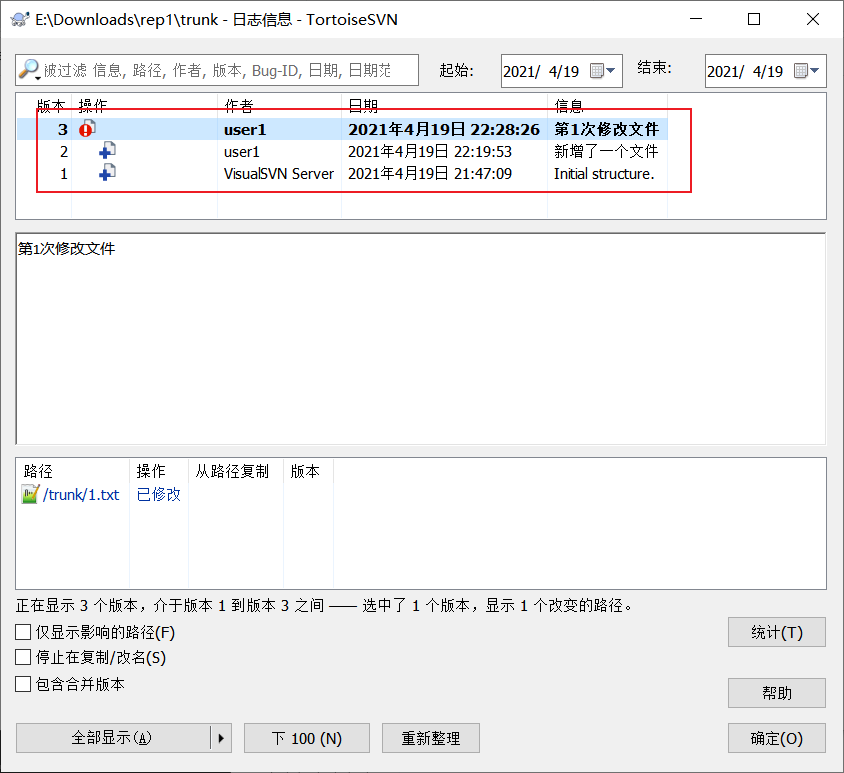 E:\Downloads\rep1\trunk - 日志信息 - TortoiseSVN
被过滤 信息, 路径, 作者, 版本, Bug-ID, 日期, 日期范 起始: 2021/ 4/19 结束: 2021/ 4/19
版本 操作 作者 日期 信息
3 user1 2021年4月19日 22:28:26 第1次修改文件
2 user1 2021年4月19日 22:19:53 新增了一个文件
1 VisualSVN Server 2021年4月19日 21:47:09 Initial structure.
第1次修改文件
路径 操作 从路径复制 版本
/trunk/1.txt 已修改
正在显示 3 个版本，介于版本 1 到版本 3 之间 —— 选中了 1 个版本，显示 1 个改变的路径。
仅显示影响的路径(F)
统计(T)
停止在复制/改名(S)
包含合并版本
帮助
全部显示(A) 下 100 (N) 重新整理 确定(O)